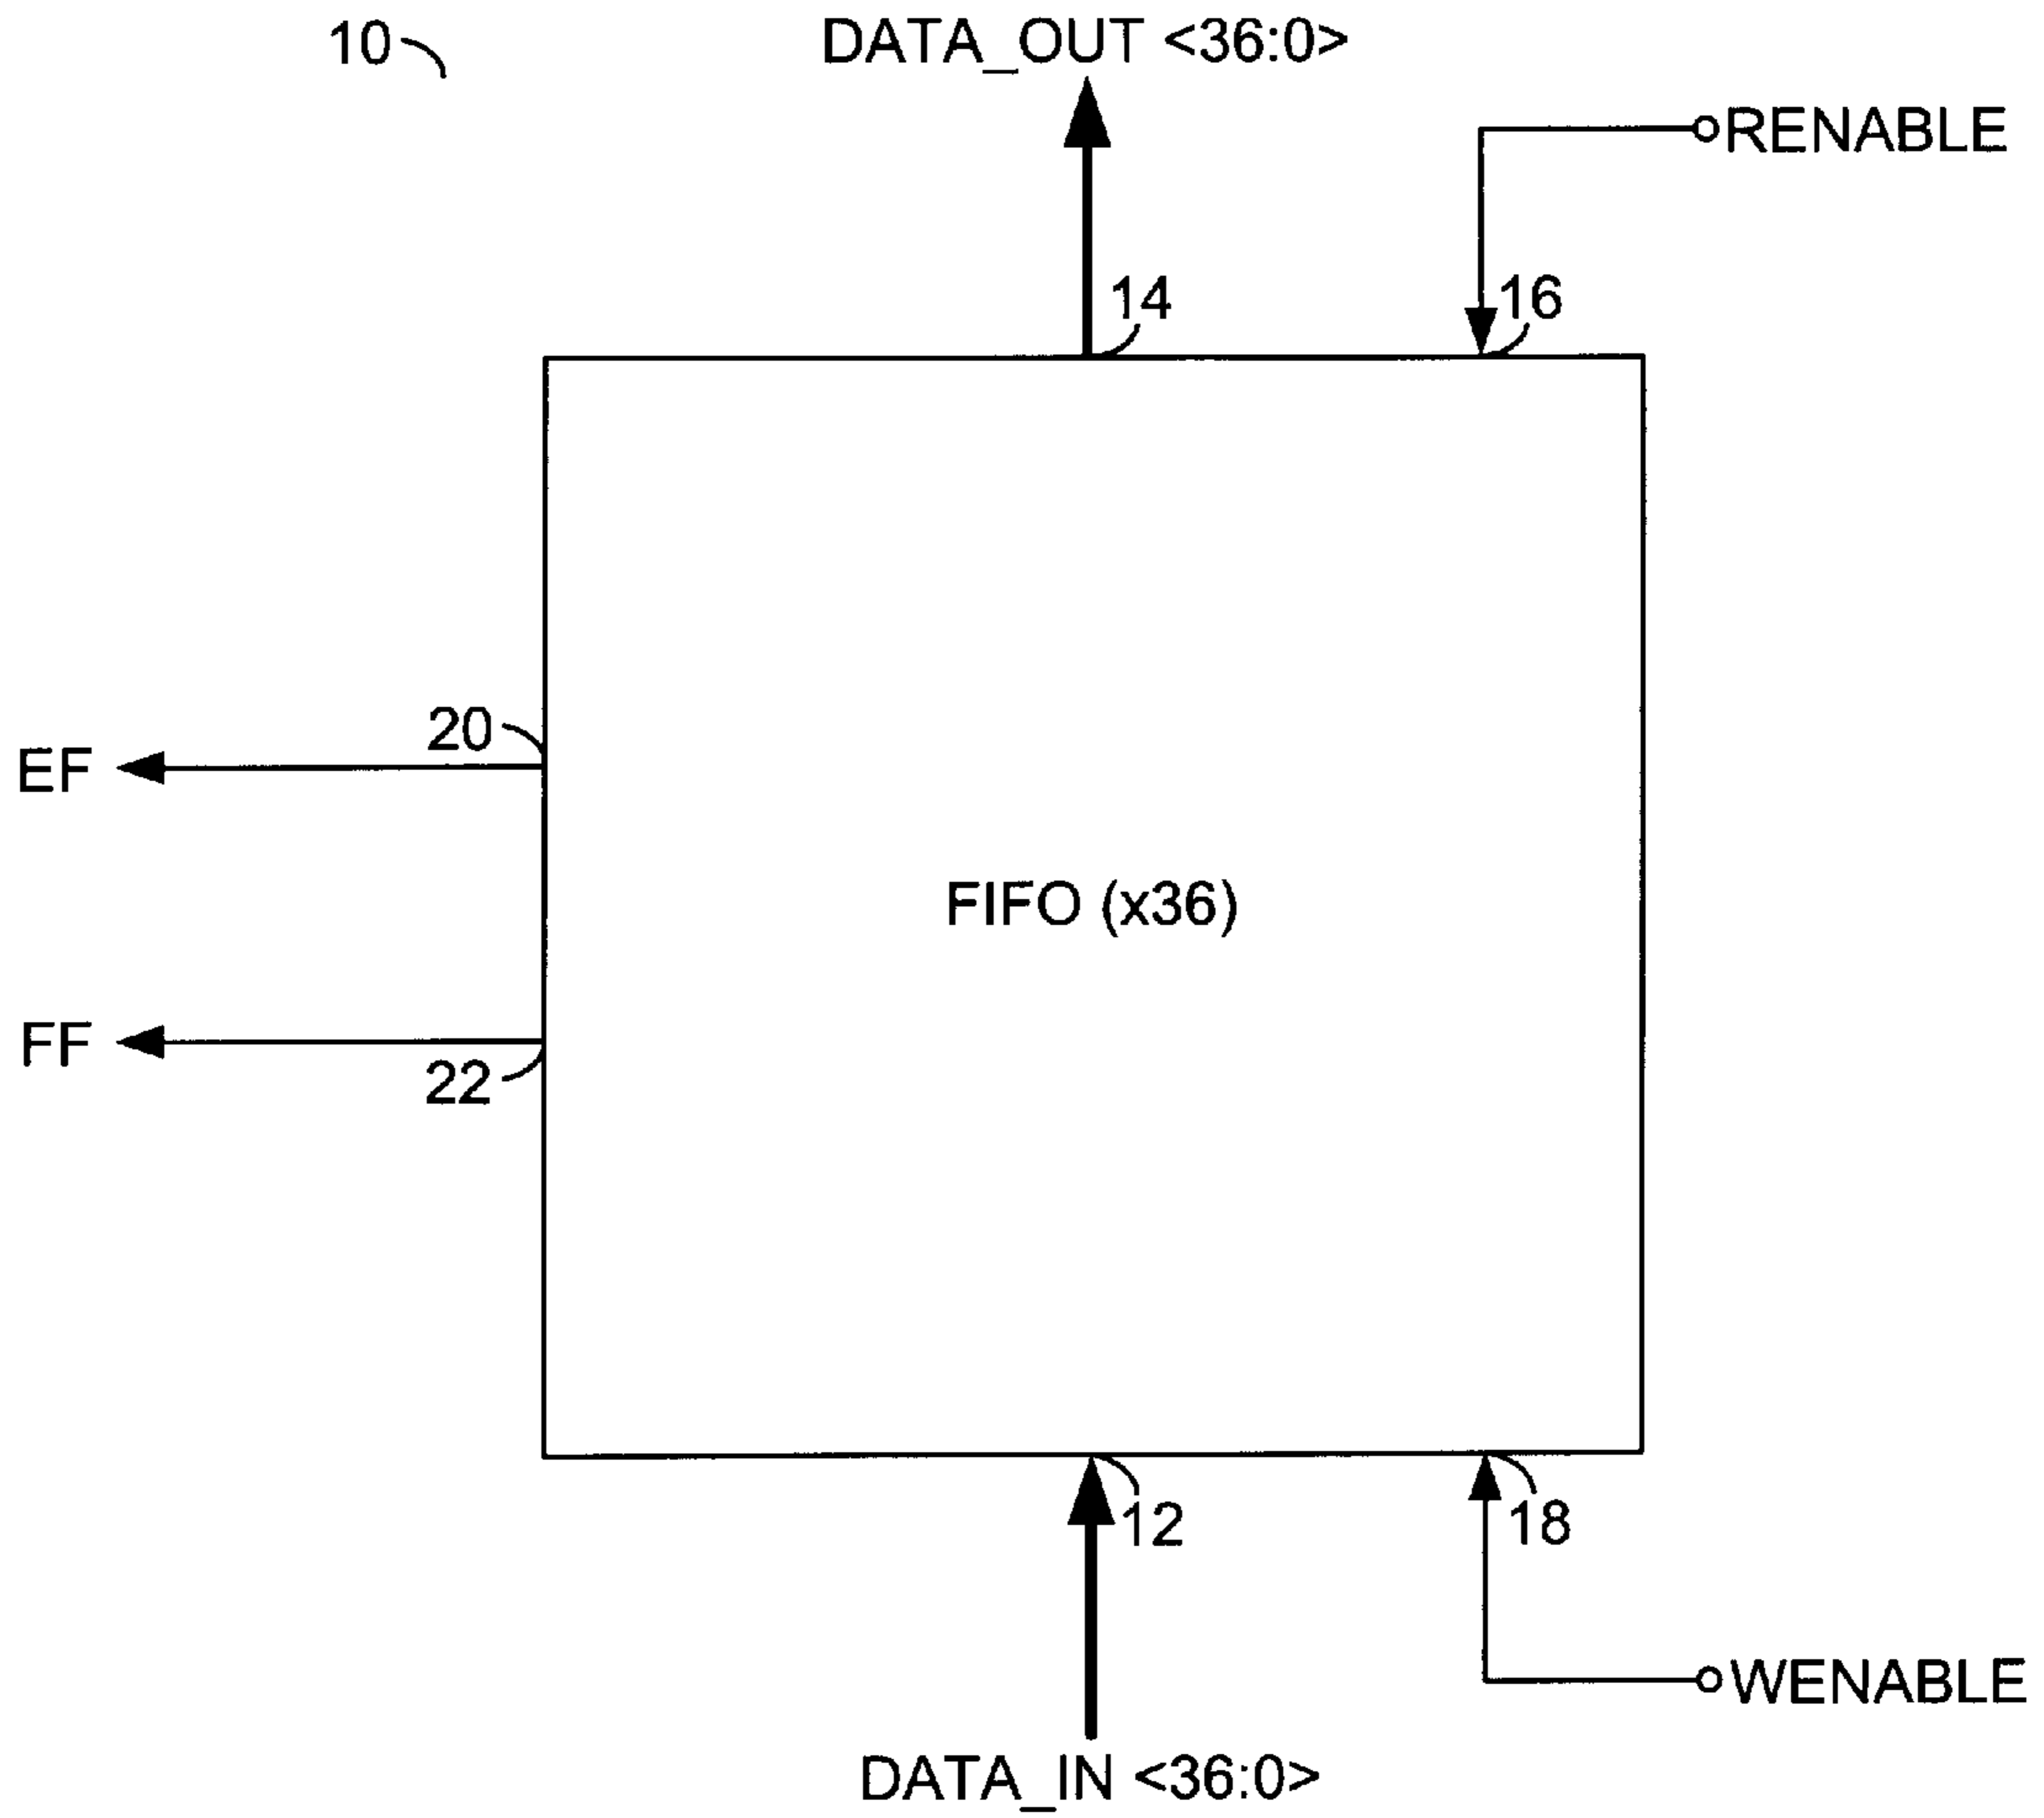 10
DATA_OUT <36:0>
RENABLE
14
16
20
EF
FIFO (x36)
FF
22
12
18
WENABLE
DATA_IN <36:0>